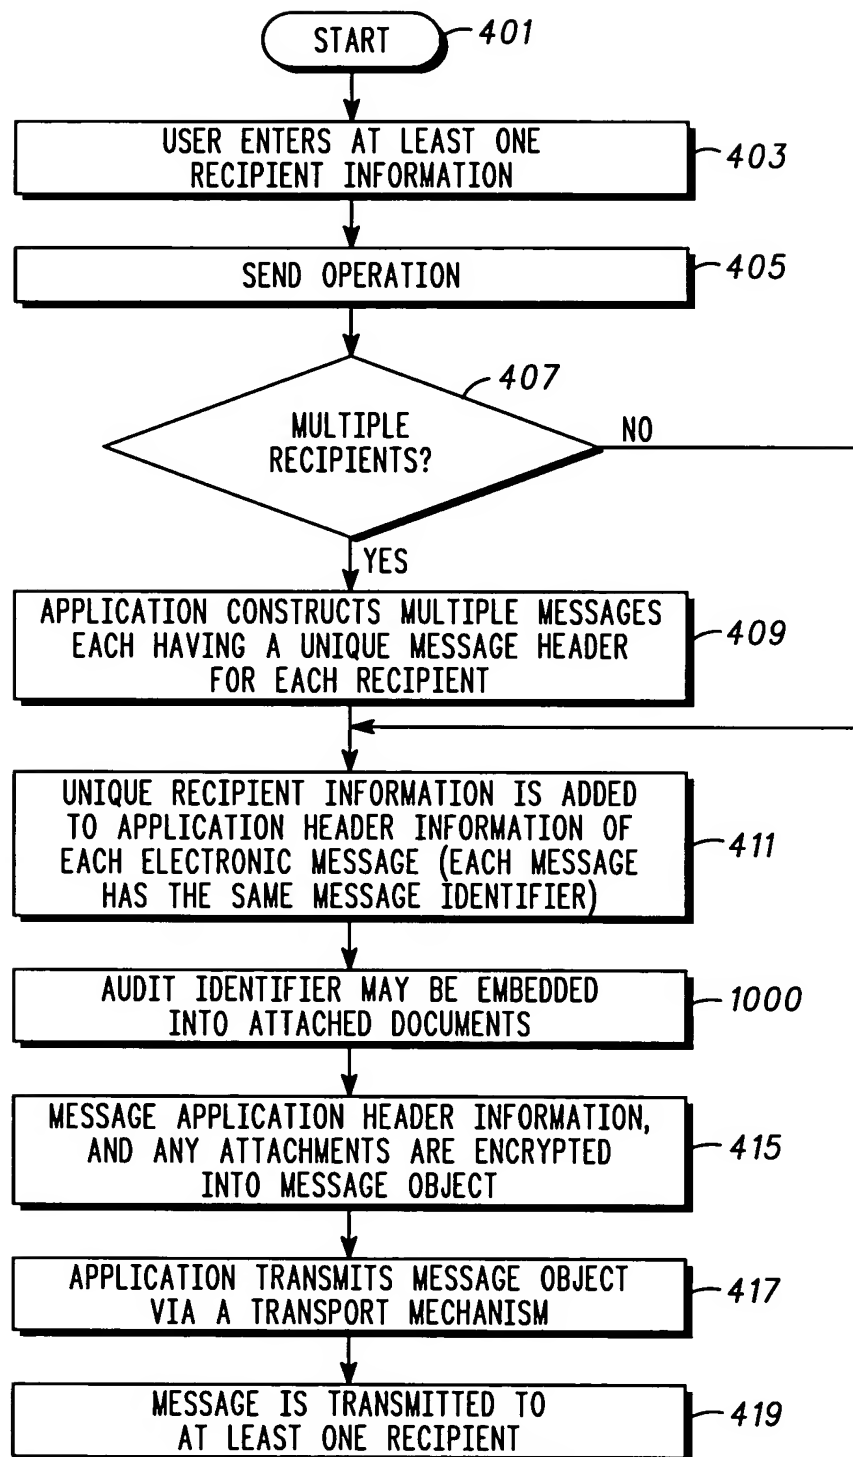 START
401
USER ENTERS AT LEAST ONE
RECIPIENT INFORMATION
403
SEND OPERATION
405
407
MULTIPLE
RECIPIENTS?
NO
YES
APPLICATION CONSTRUCTS MULTIPLE MESSAGES
EACH HAVING A UNIQUE MESSAGE HEADER
FOR EACH RECIPIENT
409
UNIQUE RECIPIENT INFORMATION IS ADDED
TO APPLICATION HEADER INFORMATION OF
EACH ELECTRONIC MESSAGE (EACH MESSAGE
HAS THE SAME MESSAGE IDENTIFIER)
411
AUDIT IDENTIFIER MAY BE EMBEDDED
INTO ATTACHED DOCUMENTS
1000
MESSAGE APPLICATION HEADER INFORMATION,
AND ANY ATTACHMENTS ARE ENCRYPTED
INTO MESSAGE OBJECT
415
APPLICATION TRANSMITS MESSAGE OBJECT
VIA A TRANSPORT MECHANISM
417
MESSAGE IS TRANSMITTED TO
AT LEAST ONE RECIPIENT
419